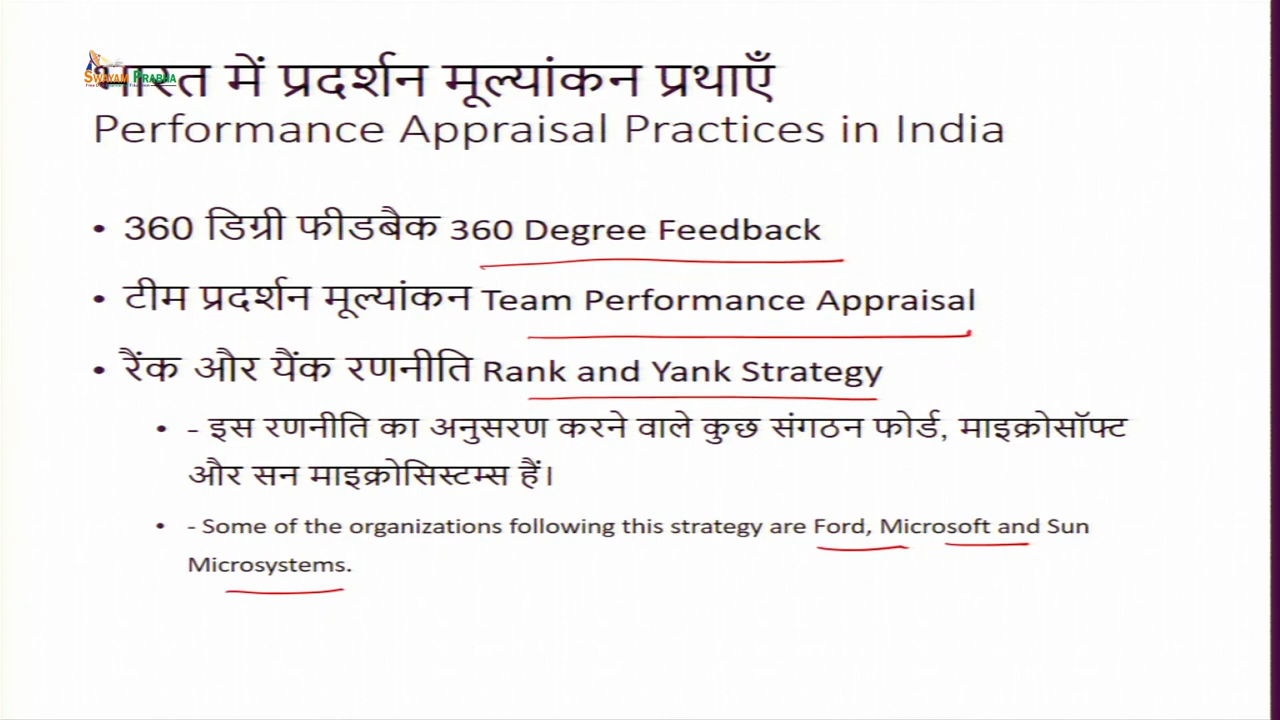 SWAYAM PRABHA
भारत में प्रदर्शन मूल्यांकन प्रथाएँ
Performance Appraisal Practices in India
• 360 डिग्री फीडबैक 360 Degree Feedback
• टीम प्रदर्शन मूल्यांकन Team Performance Appraisal
• रैंक और यैंक रणनीति Rank and Yank Strategy
• - इस रणनीति का अनुसरण करने वाले कुछ संगठन फोर्ड, माइक्रोसॉफ्ट
और सन माइक्रोसिस्टम्स हैं।
• - Some of the organizations following this strategy are Ford, Microsoft and Sun
Microsystems.